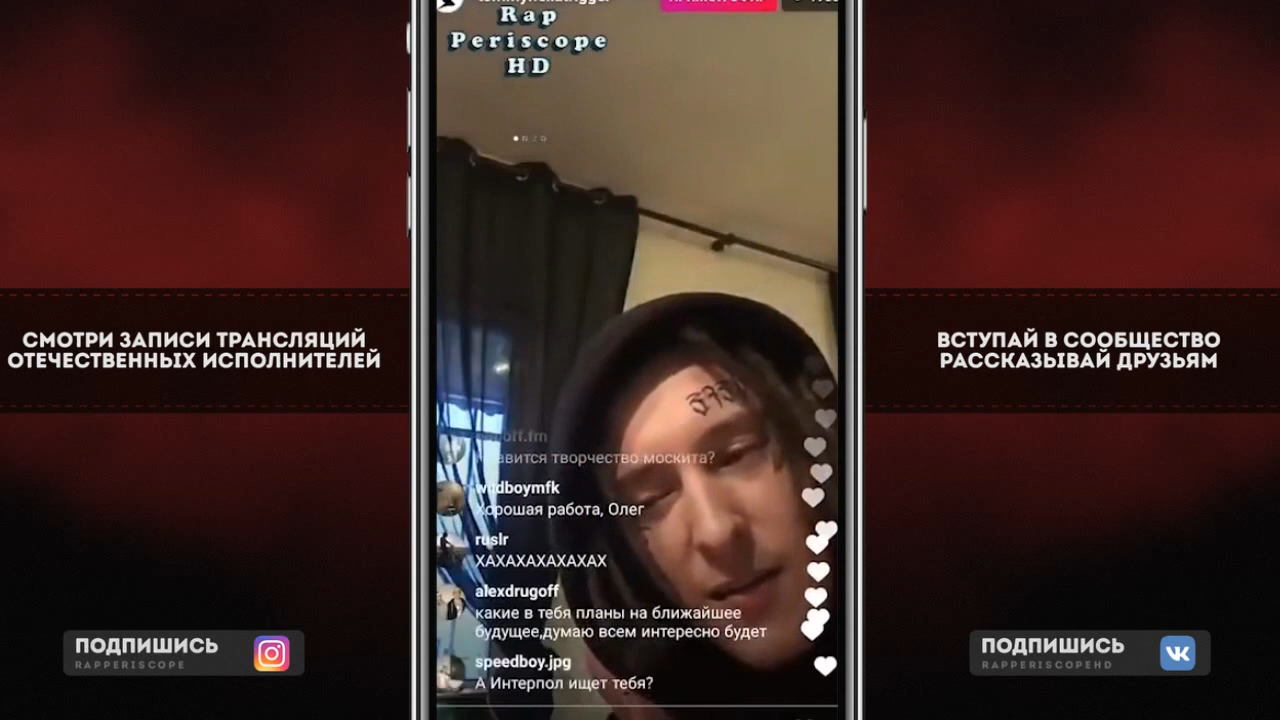 Rap
Periscope
HD
СМОТРИ ЗАПИСИ ТРАНСЛЯЦИЙ
ОТЕЧЕСТВЕННЫХ ИСПОЛНИТЕЛЕЙ
ВСТУПАЙ В СООБЩЕСТВО
РАССКАЗЫВАЙ ДРУЗЬЯМ
творчество москита?
wildboymfk
Хорошая работа, Олег
ruslr
ХАХАХАХАХАХАХ
alexdrugoff
какие в тебя планы на ближайшее
будущее,думаю всем интересно будет
speedboy.jpg
А Интерпол ищет тебя?
ПОДПИШИСЬ
RAPPERISCOPE
ПОДПИШИСЬ
RAPPERISCOPEHD